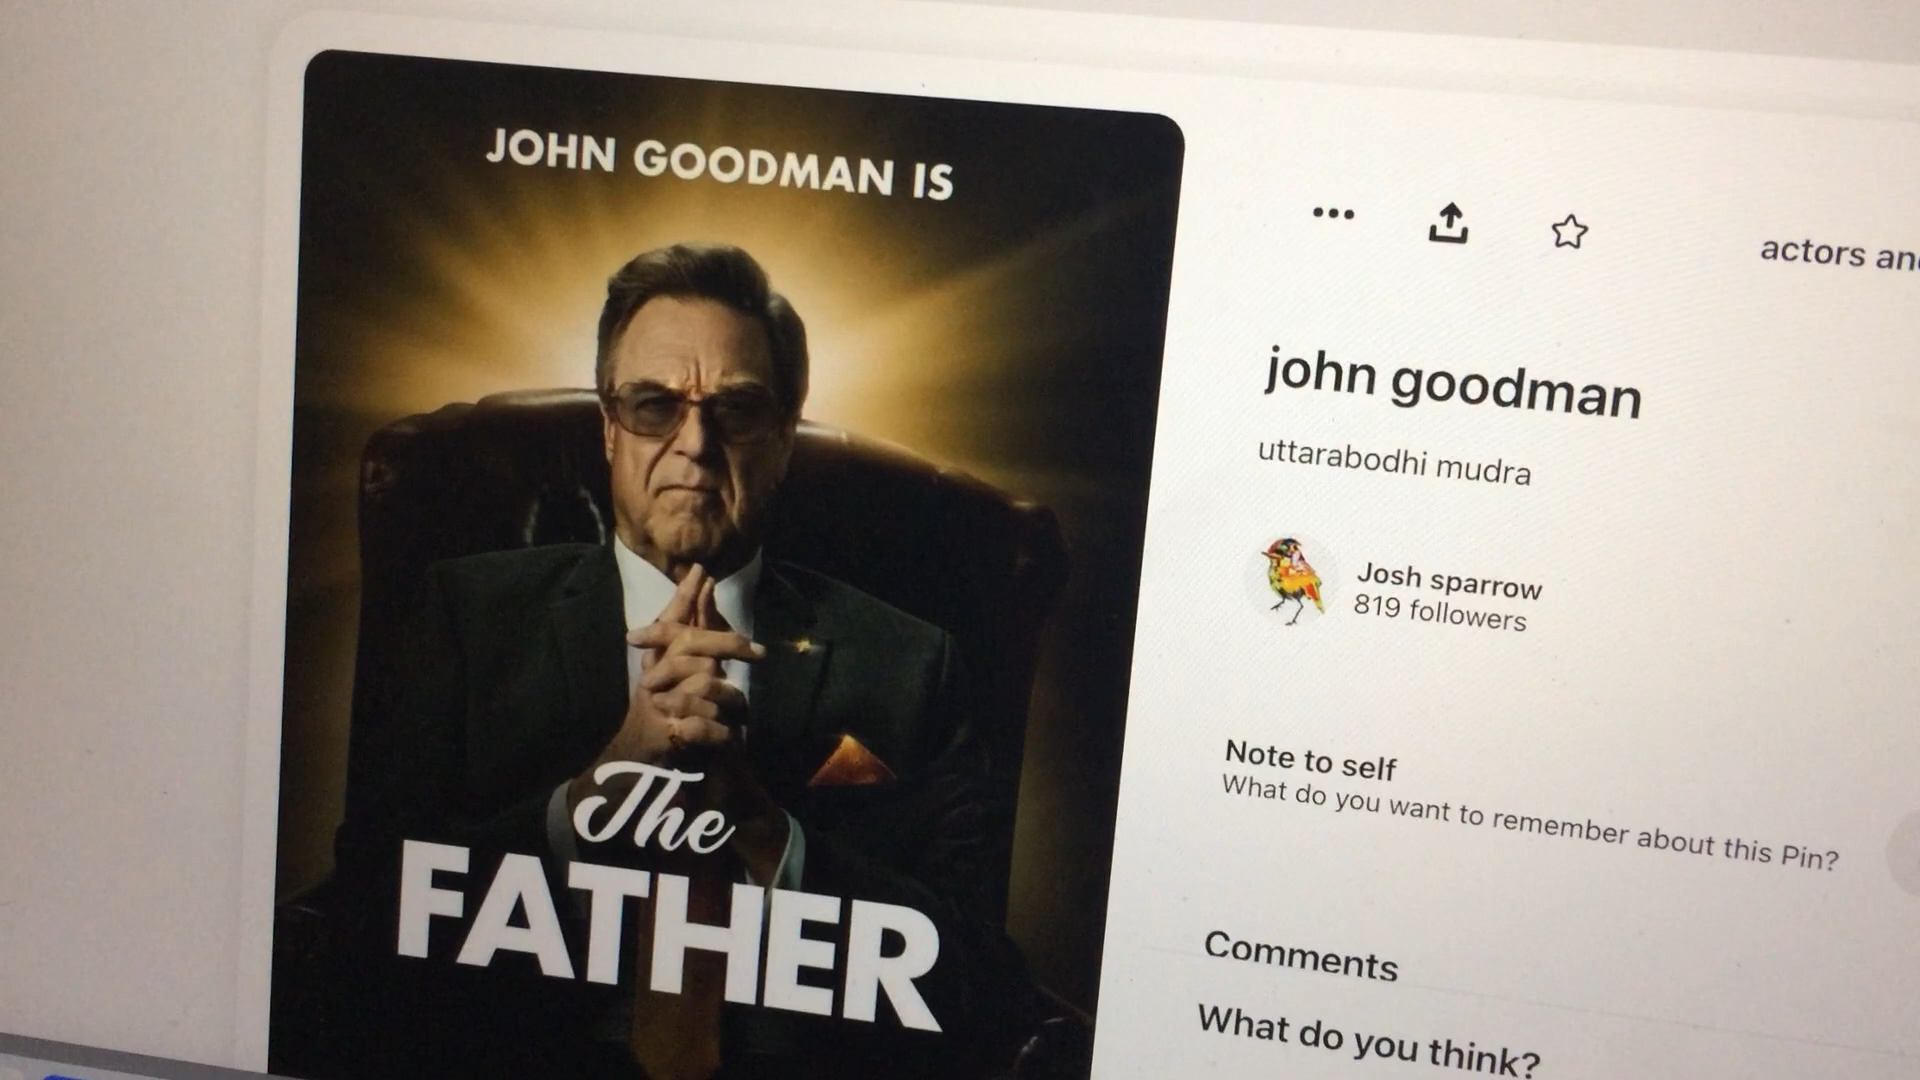 JOHN GOODMAN IS
The
FATHER
actors an
john goodman
uttarabodhi mudra
Josh sparrow
819 followers
Note to self
What do you want to remember about this Pin?
Comments
What do you think?